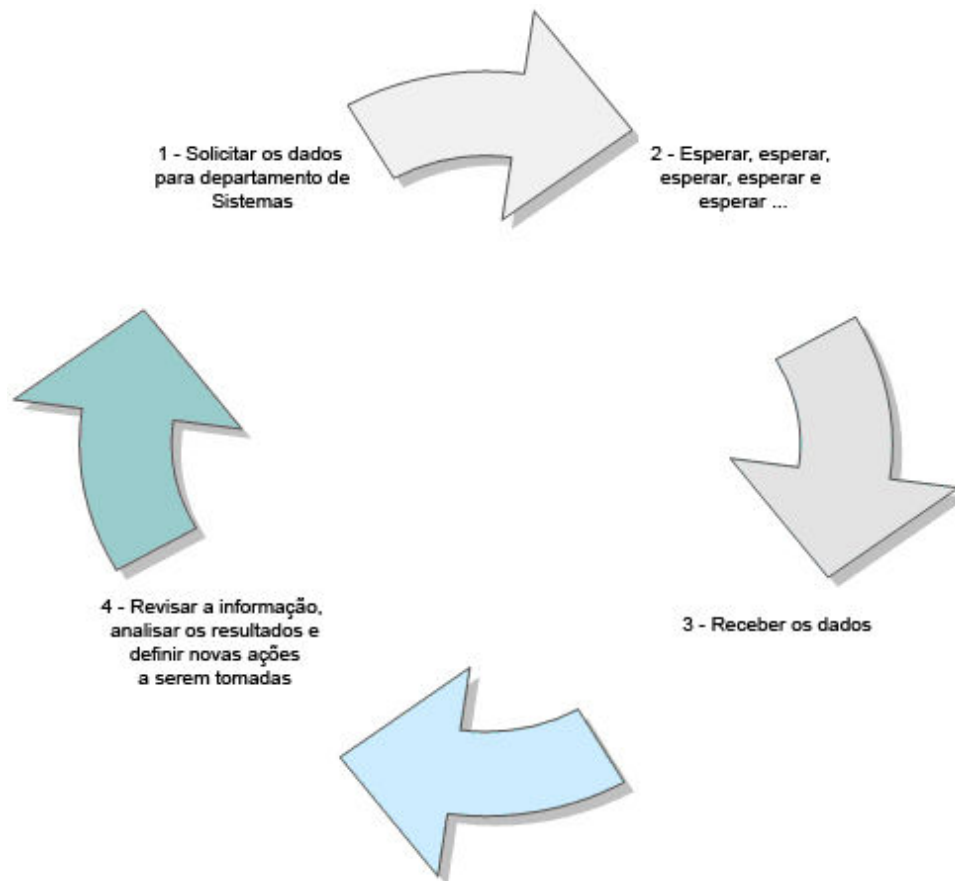 1 - Solicitar os dados
para departamento de
Sistemas
2 - Esperar, esperar,
esperar, esperar e
esperar ...
3 - Receber os dados
4 - Revisar a informação,
analisar os resultados e
definir novas ações
a serem tomadas